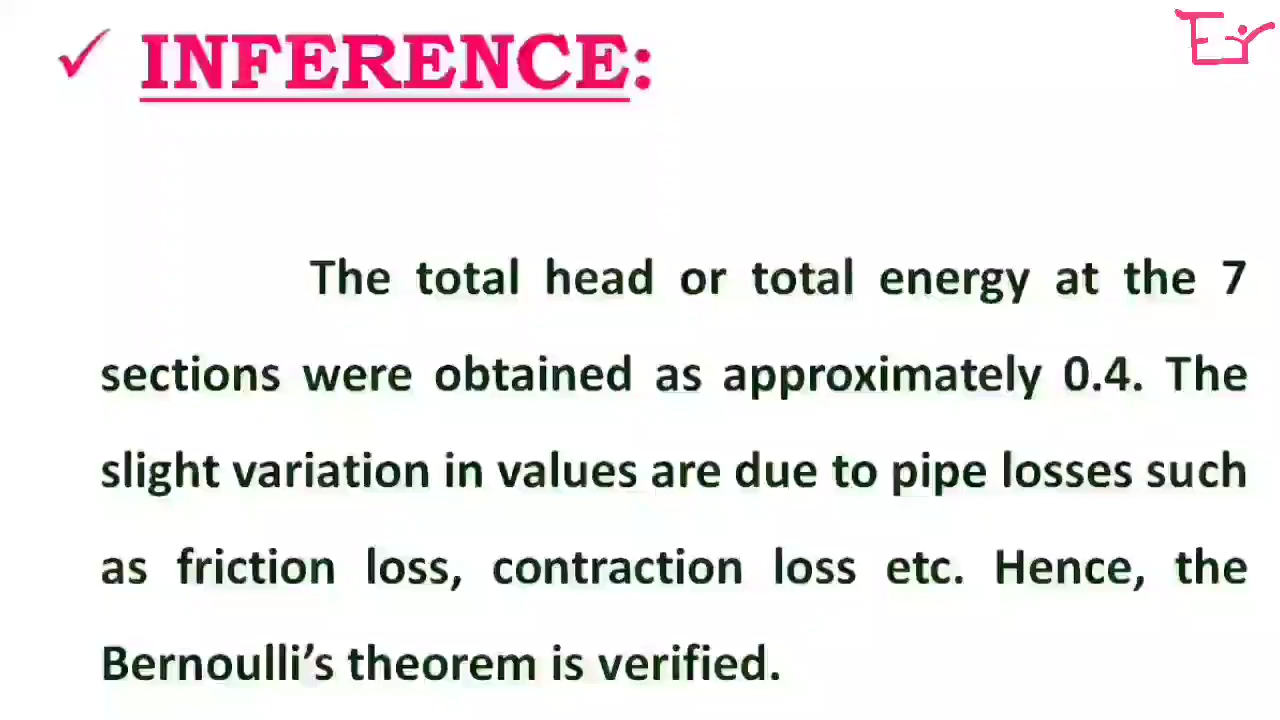 ✓ INFERENCE:
The total head or total energy at the 7
sections were obtained as approximately 0.4. The
slight variation in values are due to pipe losses such
as friction loss, contraction loss etc. Hence, the
Bernoulli’s theorem is verified.